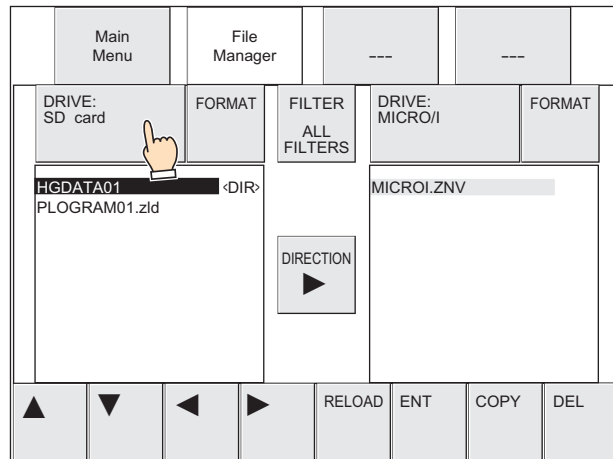 Main
Menu
File
Manager
---
---
DRIVE:
SD card
FORMAT
FILTER
ALL
FILTERS
DRIVE:
MICRO/I
FORMAT
HGDATA01 <DIR>
PLOGRAM01.zld
MICROI.ZNV
DIRECTION
RELOAD
ENT
COPY
DEL